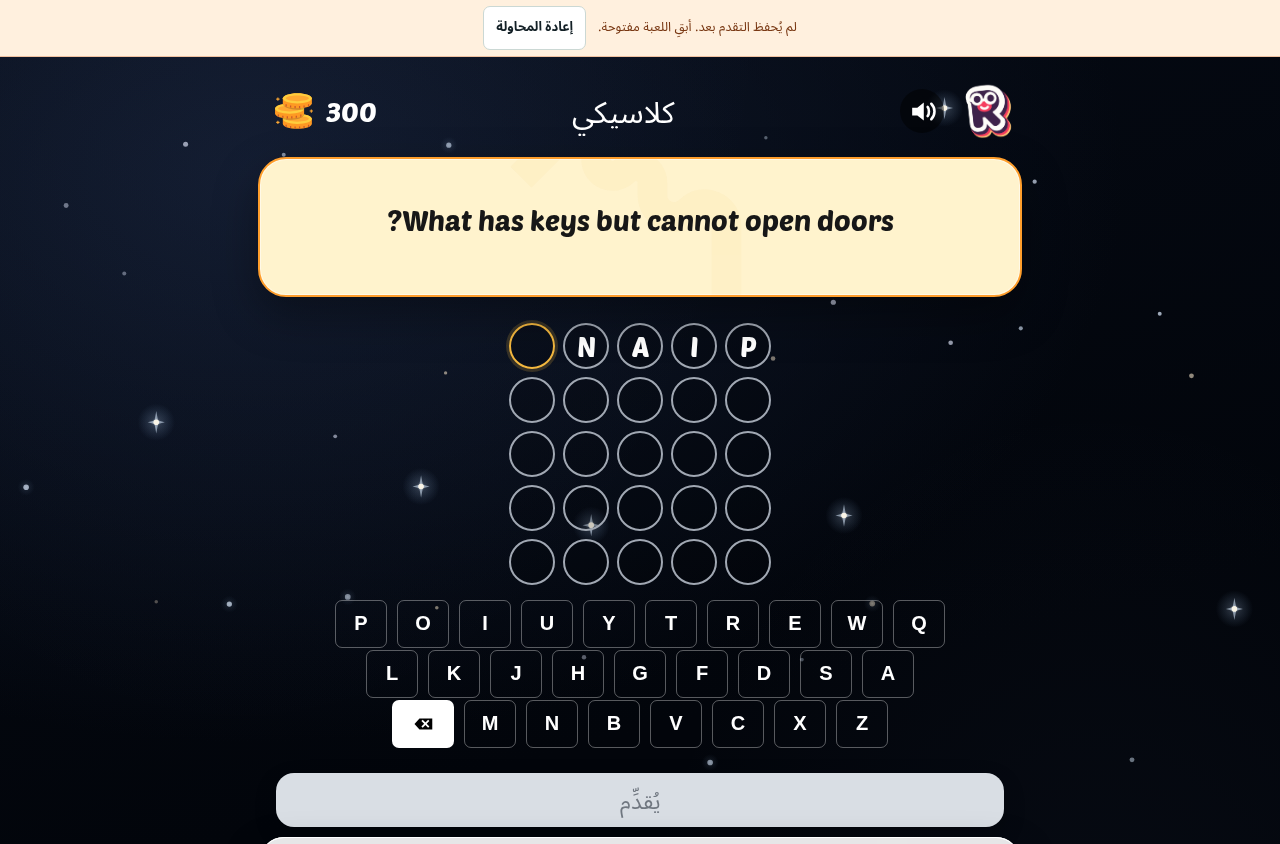 لم يُحفظ التقدم بعد. أبقِ اللعبة مفتوحة. إعادة المحاولة
300 كلاسيكي R
?What has keys but cannot open doors
N A I P
P O I U Y T R E W Q
L K J H G F D S A
M N B V C X Z
يُقدِّم